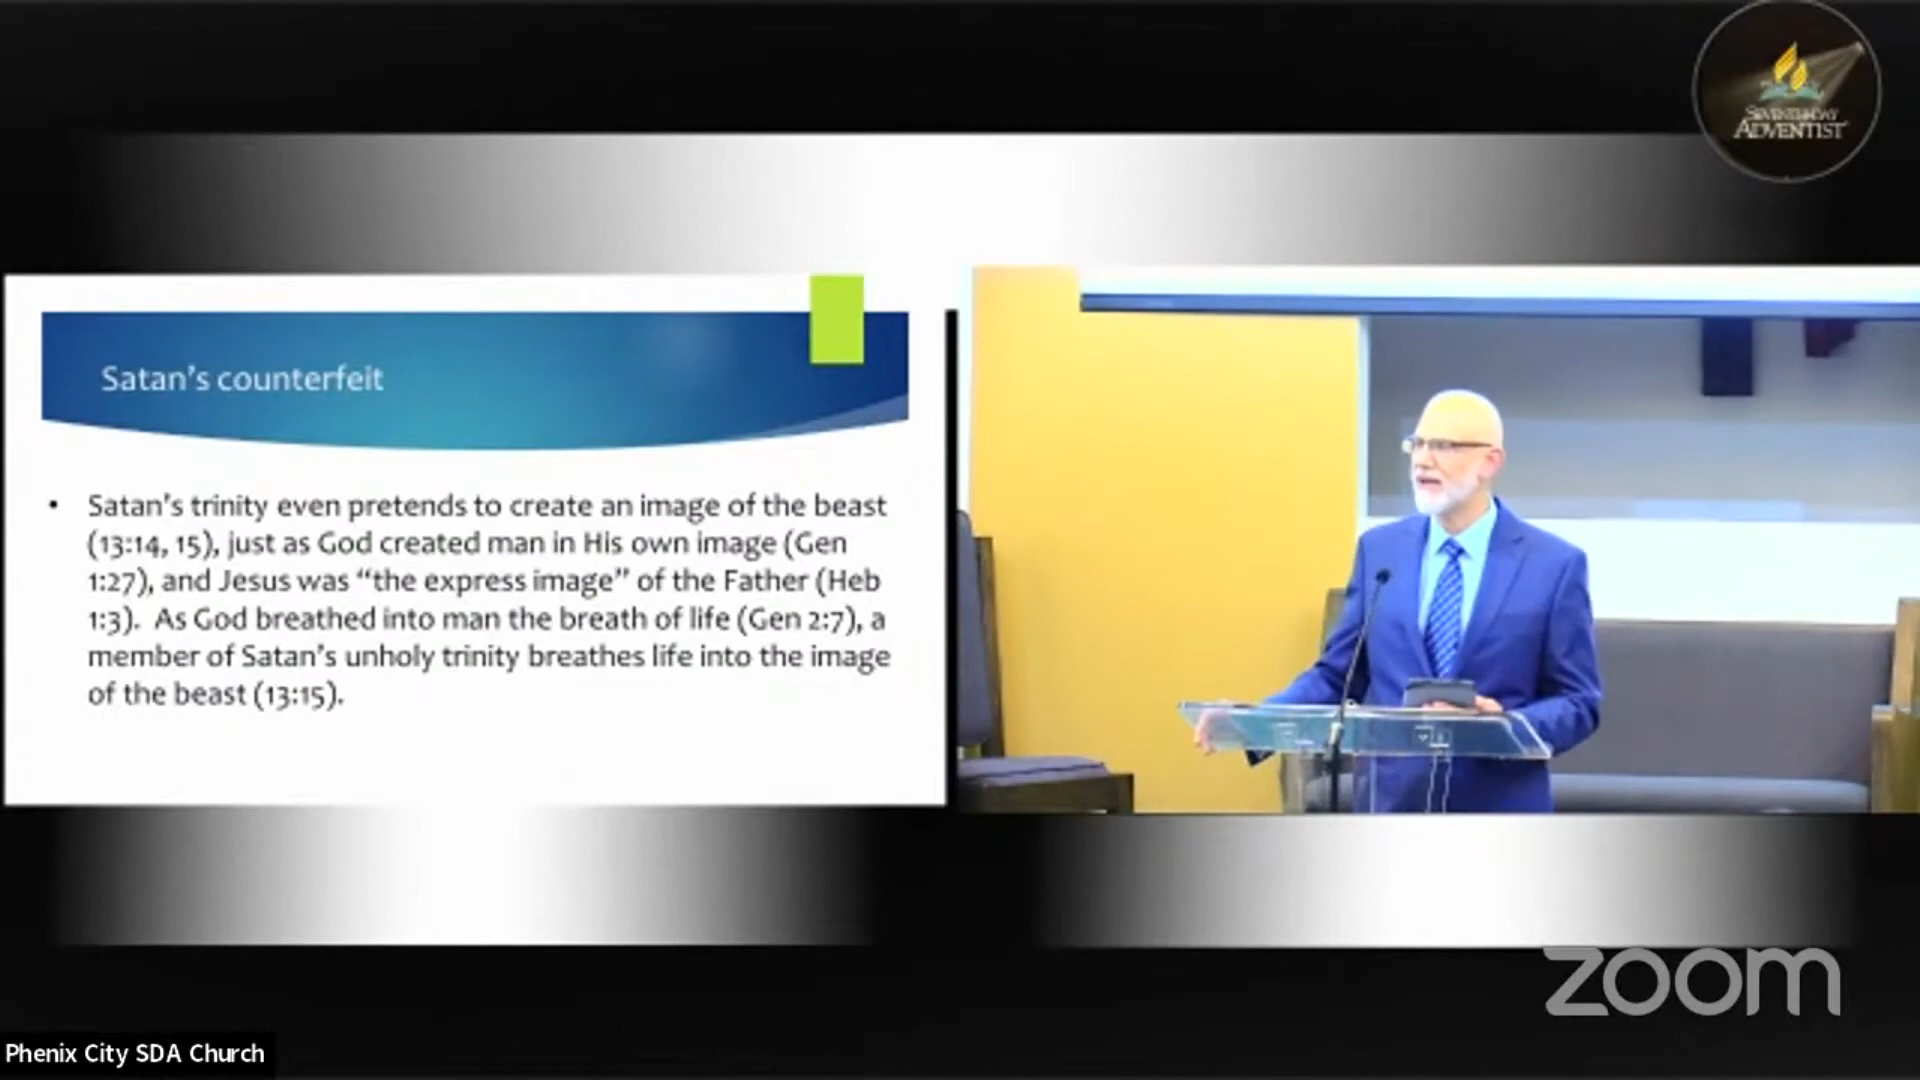 SEVENTH-DAY
ADVENTIST
Satan's counterfeit
• Satan's trinity even pretends to create an image of the beast
(13:14, 15), just as God created man in His own image (Gen
1:27), and Jesus was “the express image” of the Father (Heb
1:3).  As God breathed into man the breath of life (Gen 2:7), a
member of Satan's unholy trinity breathes life into the image
of the beast (13:15).
zoom
Phenix City SDA Church